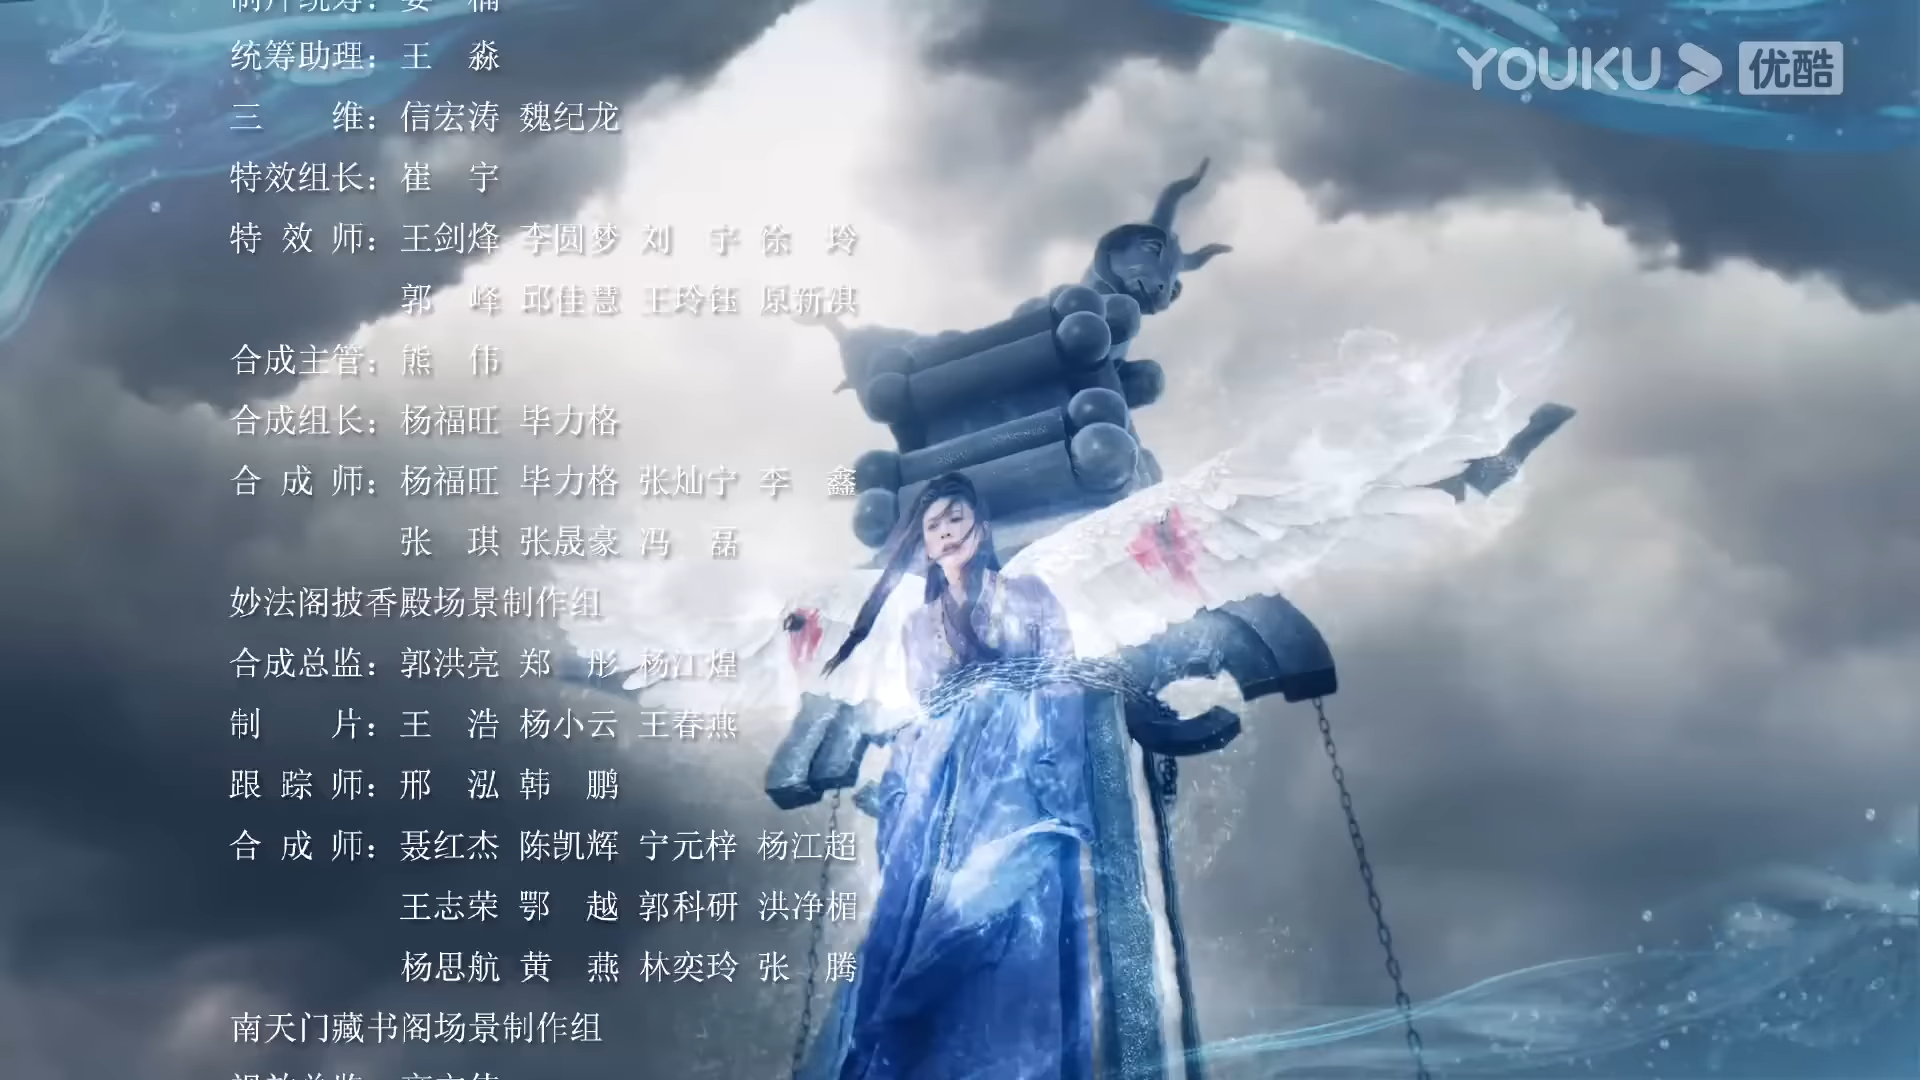 统筹助理：王　淼
YOUKU 优酷
三　　维：信宏涛 魏纪龙
特效组长：崔　宇
特 效 师：王剑烽 李圆梦 刘　宇 徐　玲
郭　峰 邱佳慧 王玲钰 原新淇
合成主管：熊　伟
合成组长：杨福旺 毕力格
合 成 师：杨福旺 毕力格 张灿宁 李　鑫
张　琪 张晟豪 冯　磊
妙法阁披香殿场景制作组
合成总监：郭洪亮 郑　彤 杨江煌
制　　片：王　浩 杨小云 王春燕
跟 踪 师：邢　泓 韩　鹏
合 成 师：聂红杰 陈凯辉 宁元梓 杨江超
王志荣 鄂　越 郭科研 洪净楣
杨思航 黄　燕 林奕玲 张　腾
南天门藏书阁场景制作组